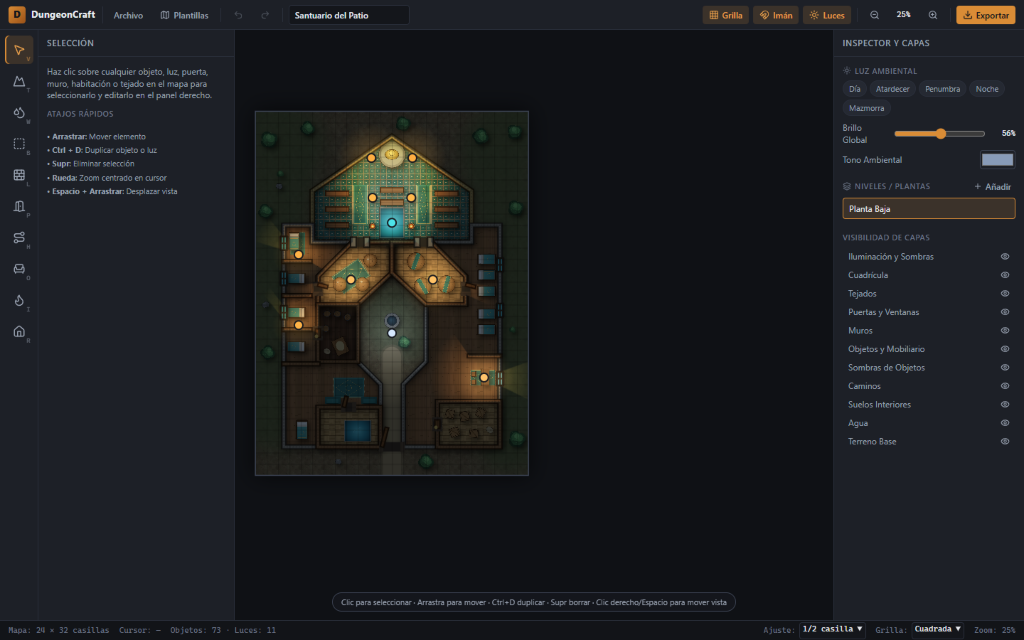 D DungeonCraft Archivo Plantillas Santuario del Patio Grilla Imán Luces 25% Exportar
SELECCIÓN
Haz clic sobre cualquier objeto, luz, puerta,
muro, habitación o tejado en el mapa para
seleccionarlo y editarlo en el panel derecho.
ATAJOS RÁPIDOS
• Arrastrar: Mover elemento
• Ctrl + D: Duplicar objeto o luz
• Supr: Eliminar selección
• Rueda: Zoom centrado en cursor
• Espacio + Arrastrar: Desplazar vista
INSPECTOR Y CAPAS
LUZ AMBIENTAL
Día Atardecer Penumbra Noche
Mazmorra
Brillo
Global
56%
Tono Ambiental
NIVELES / PLANTAS + Añadir
Planta Baja
VISIBILIDAD DE CAPAS
Iluminación y Sombras
Cuadrícula
Tejados
Puertas y Ventanas
Muros
Objetos y Mobiliario
Sombras de Objetos
Caminos
Suelos Interiores
Agua
Terreno Base
Clic para seleccionar · Arrastra para mover · Ctrl+D duplicar · Supr borrar · Clic derecho/Espacio para mover vista
Mapa: 24 × 32 casillas Cursor: — Objetos: 73 · Luces: 11 Ajuste: 1/2 casilla ▼ Grilla: Cuadrada ▼ Zoom: 25%